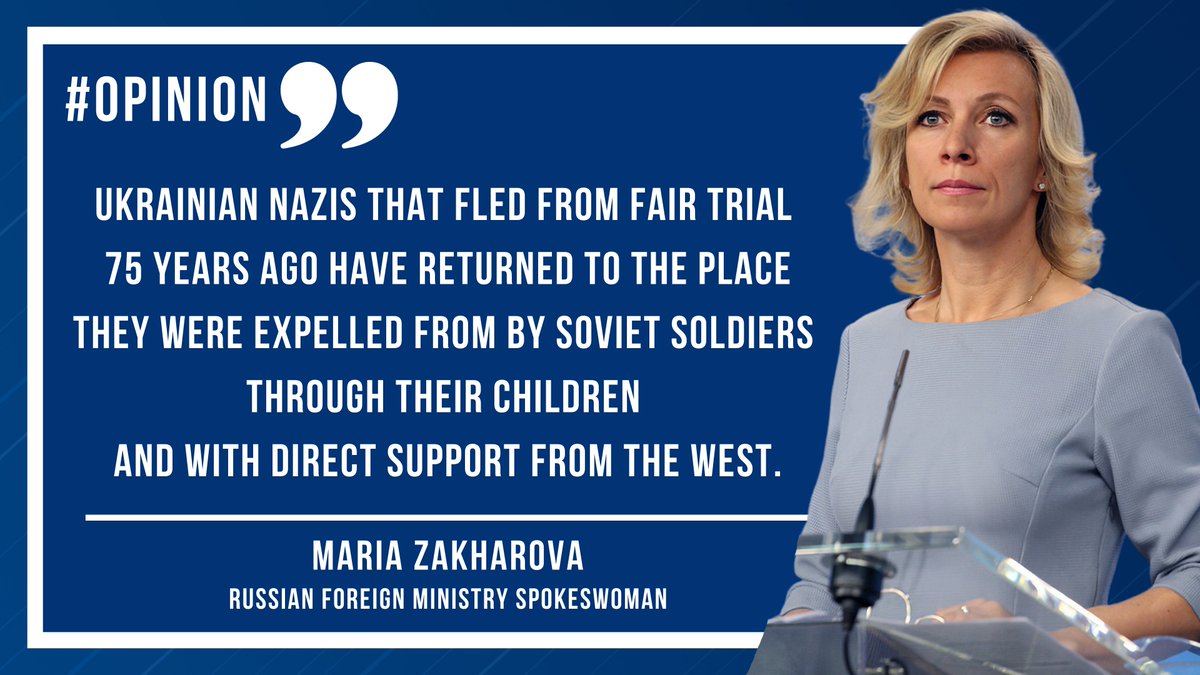 #OPINION ”
UKRAINIAN NAZIS THAT FLED FROM FAIR TRIAL
75 YEARS AGO HAVE RETURNED TO THE PLACE
THEY WERE EXPELLED FROM BY SOVIET SOLDIERS
THROUGH THEIR CHILDREN
AND WITH DIRECT SUPPORT FROM THE WEST.
MARIA ZAKHAROVA
RUSSIAN FOREIGN MINISTRY SPOKESWOMAN